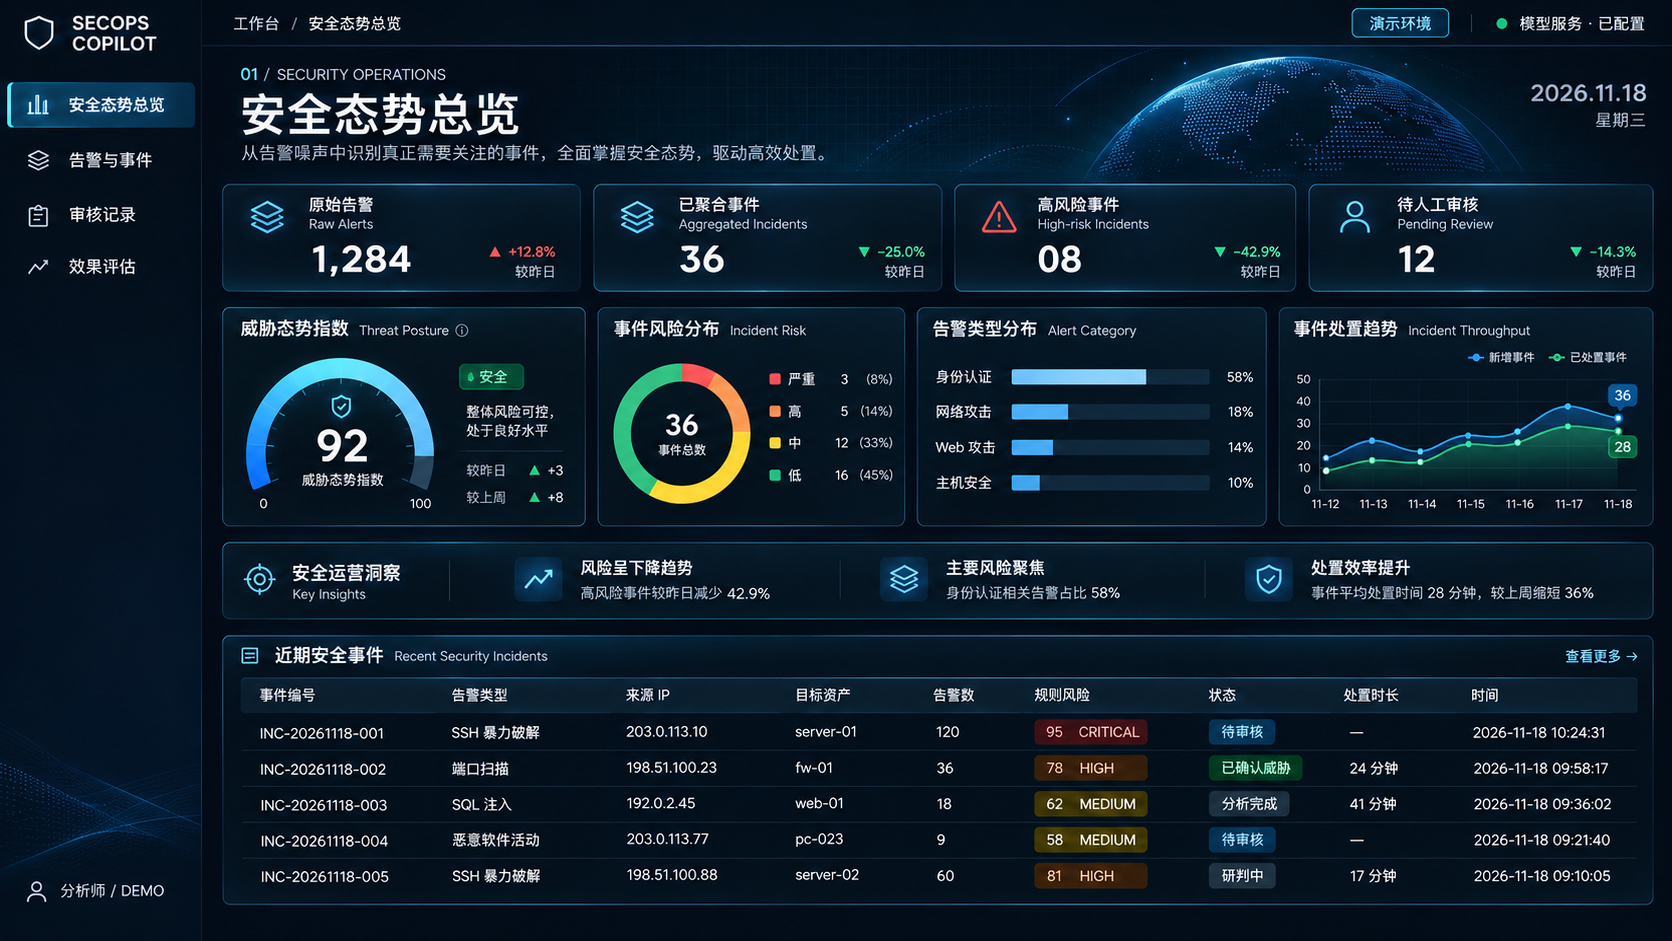 SECOPS
COPILOT
安全态势总览
告警与事件
审核记录
效果评估
分析师 / DEMO
工作台 / 安全态势总览
演示环境
模型服务 · 已配置
01 / SECURITY OPERATIONS
安全态势总览
从告警噪声中识别真正需要关注的事件，全面掌握安全态势，驱动高效处置。
2026.11.18
星期三
原始告警
Raw Alerts
1,284
▲ +12.8%
较昨日
已聚合事件
Aggregated Incidents
36
▼ -25.0%
较昨日
高风险事件
High-risk Incidents
08
▼ -42.9%
较昨日
待人工审核
Pending Review
12
▼ -14.3%
较昨日
威胁态势指数 Threat Posture
92
威胁态势指数
0
100
安全
整体风险可控，
处于良好水平
较昨日 ▲ +3
较上周 ▲ +8
事件风险分布 Incident Risk
36
事件总数
严重 3 (8%)
高 5 (14%)
中 12 (33%)
低 16 (45%)
告警类型分布 Alert Category
身份认证 58%
网络攻击 18%
Web 攻击 14%
主机安全 10%
事件处置趋势 Incident Throughput
新增事件 已处置事件
50
40
30
20
10
0
36
28
11-12 11-13 11-14 11-15 11-16 11-17 11-18
安全运营洞察
Key Insights
风险呈下降趋势
高风险事件较昨日减少 42.9%
主要风险聚焦
身份认证相关告警占比 58%
处置效率提升
事件平均处置时间 28 分钟，较上周缩短 36%
近期安全事件 Recent Security Incidents
查看更多 →
事件编号 告警类型 来源 IP 目标资产 告警数 规则风险 状态 处置时长 时间
INC-20261118-001 SSH 暴力破解 203.0.113.10 server-01 120 95 CRITICAL 待审核 — 2026-11-18 10:24:31
INC-20261118-002 端口扫描 198.51.100.23 fw-01 36 78 HIGH 已确认威胁 24 分钟 2026-11-18 09:58:17
INC-20261118-003 SQL 注入 192.0.2.45 web-01 18 62 MEDIUM 分析完成 41 分钟 2026-11-18 09:36:02
INC-20261118-004 恶意软件活动 203.0.113.77 pc-023 9 58 MEDIUM 待审核 — 2026-11-18 09:21:40
INC-20261118-005 SSH 暴力破解 198.51.100.88 server-02 60 81 HIGH 研判中 17 分钟 2026-11-18 09:10:05